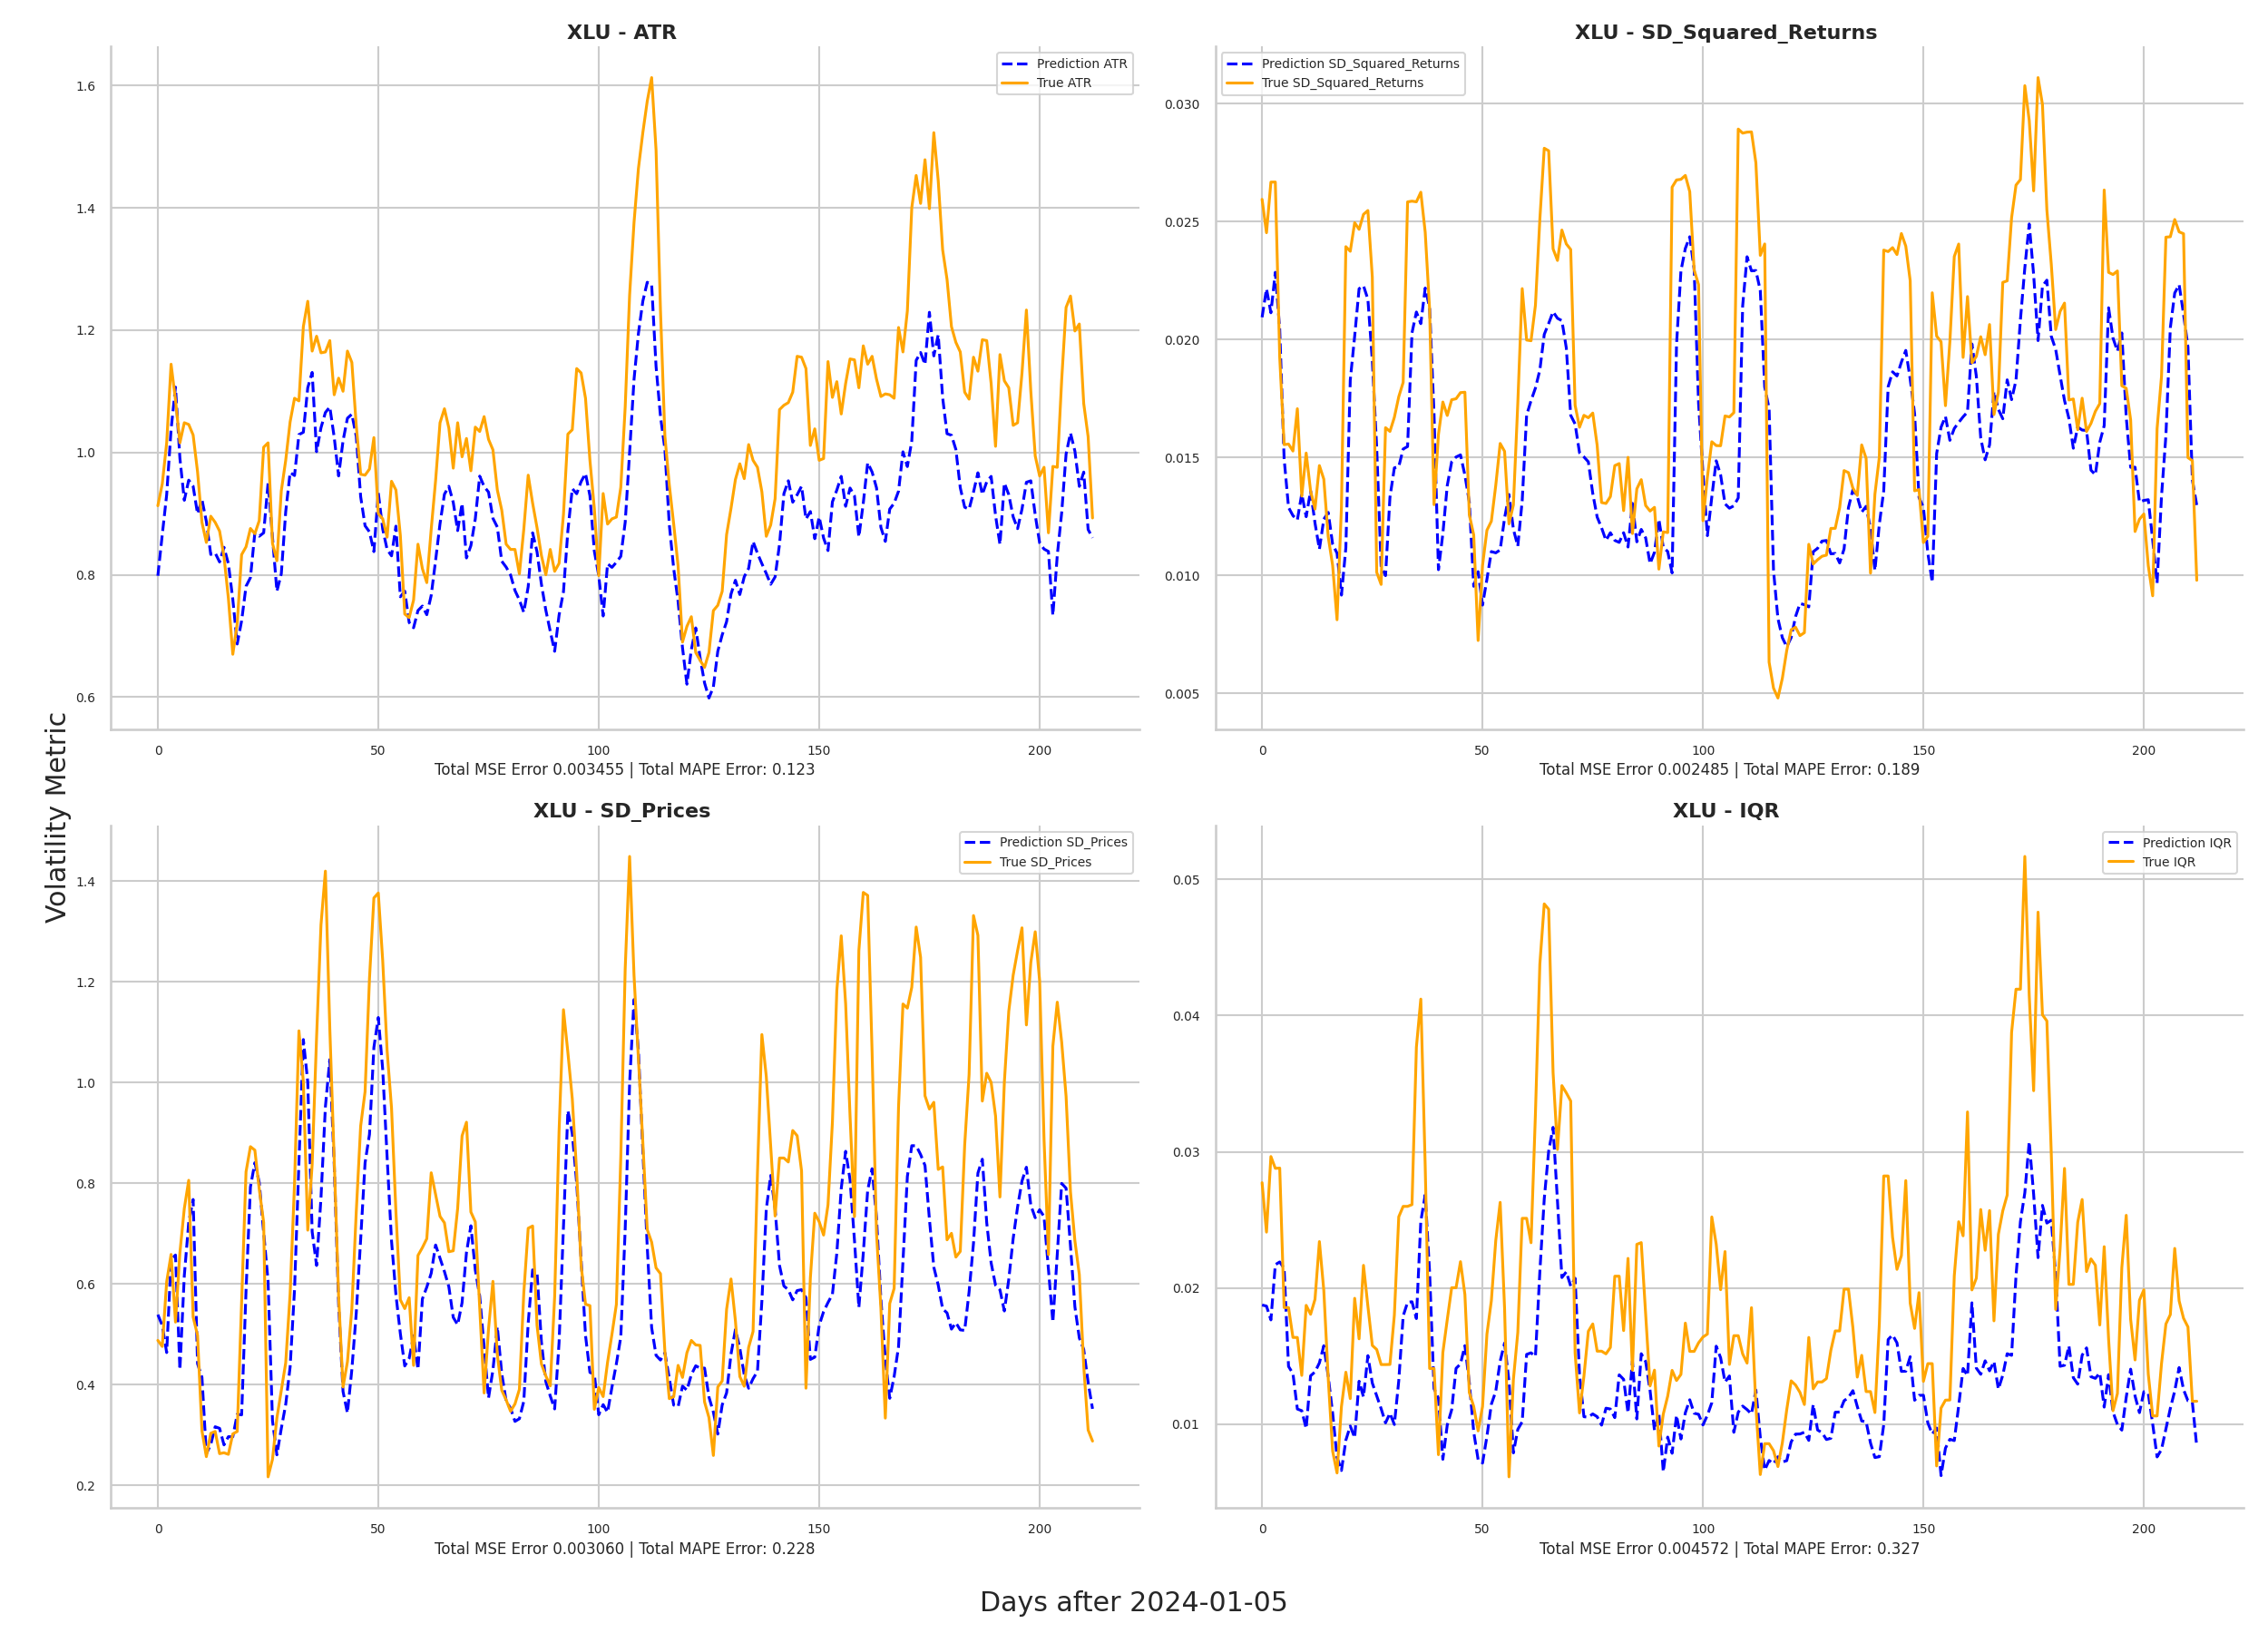 XLU - ATR
Prediction ATR
True ATR
1.6
1.4
1.2
1.0
0.8
0.6
0
50
100
150
200
Total MSE Error 0.003455 | Total MAPE Error: 0.123
XLU - SD_Squared_Returns
Prediction SD_Squared_Returns
True SD_Squared_Returns
0.030
0.025
0.020
0.015
0.010
0.005
0
50
100
150
200
Total MSE Error 0.002485 | Total MAPE Error: 0.189
Volatility Metric
XLU - SD_Prices
Prediction SD_Prices
True SD_Prices
1.4
1.2
1.0
0.8
0.6
0.4
0.2
0
50
100
150
200
Total MSE Error 0.003060 | Total MAPE Error: 0.228
XLU - IQR
Prediction IQR
True IQR
0.05
0.04
0.03
0.02
0.01
0
50
100
150
200
Total MSE Error 0.004572 | Total MAPE Error: 0.327
Days after 2024-01-05